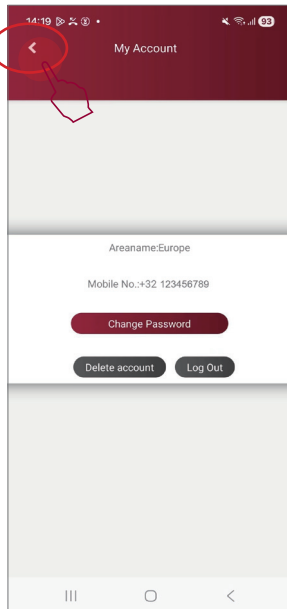 14:19
93
My Account
Areaname:Europe
Mobile No.:+32 123456789
Change Password
Delete account Log Out